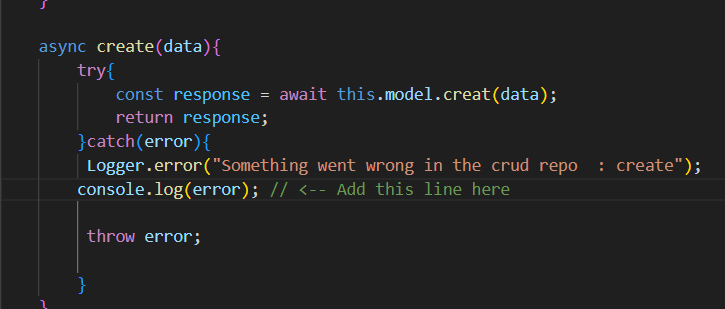 }
async create(data){
try{
const response = await this.model.creat(data);
return response;
}catch(error){
Logger.error("Something went wrong in the crud repo  : create");
console.log(error); // <-- Add this line here
throw error;
}
}